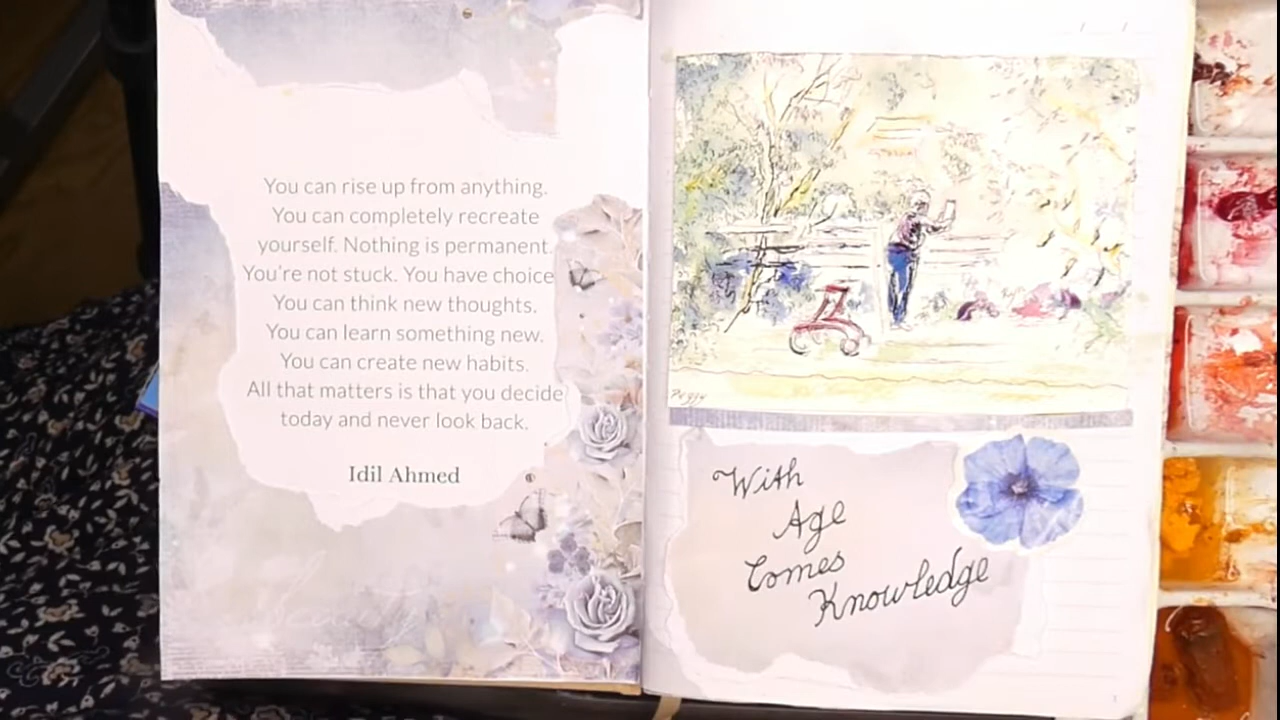 You can rise up from anything.
You can completely recreate
yourself. Nothing is permanent.
You're not stuck. You have choice
You can think new thoughts.
You can learn something new.
You can create new habits.
All that matters is that you decide
today and never look back.
Idil Ahmed
Peggy
With
Age
Comes
Knowledge